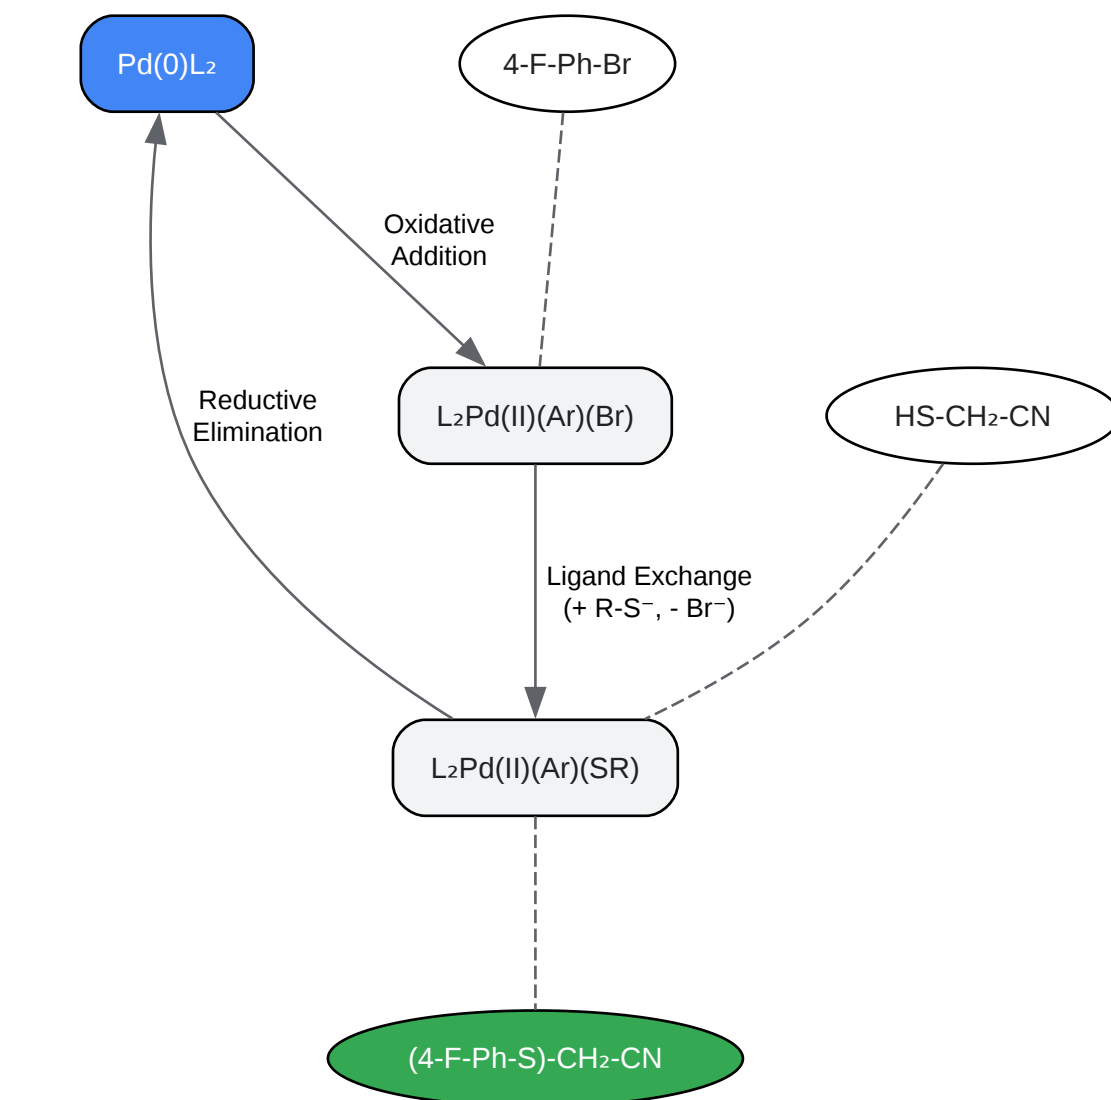 Pd(0)L₂
4-F-Ph-Br
Oxidative
Addition
Reductive
Elimination
L₂Pd(II)(Ar)(Br)
HS-CH₂-CN
Ligand Exchange
(+ R-S⁻, - Br⁻)
L₂Pd(II)(Ar)(SR)
(4-F-Ph-S)-CH₂-CN